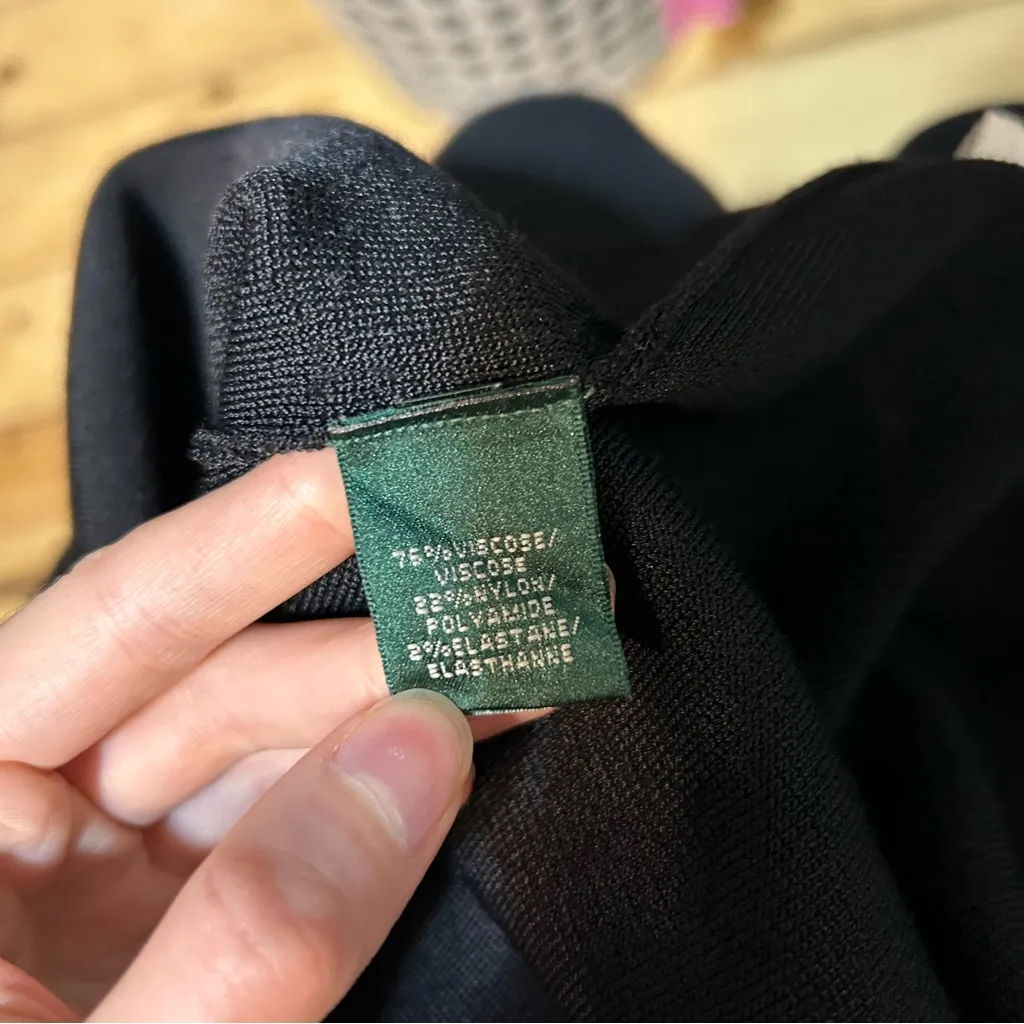 76%VISCOSE/
VISCOSE
22%NYLON/
POLYAMIDE
2%ELASTANE/
ELASTHANNE